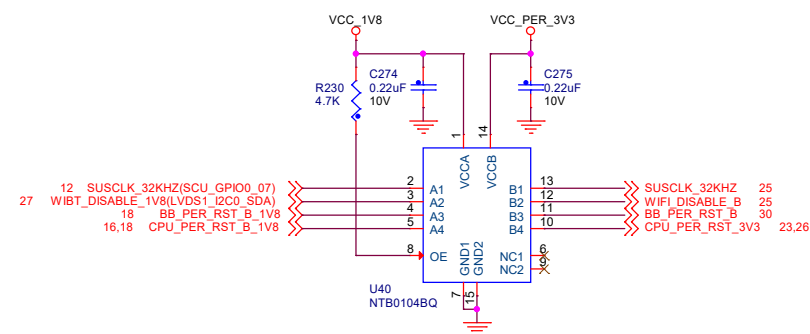 VCC_1V8 VCC_PER_3V3
R230 4.7K
C274 0.22uF 10V
C275 0.22uF 10V
1 14
VCCA VCCB
12 SUSCLK_32KHZ(SCU_GPIO0_07) 2 A1 B1 13 SUSCLK_32KHZ 25
27 WIBT_DISABLE_1V8(LVDS1_I2C0_SDA) 3 A2 B2 12 WIFI_DISABLE_B 25
18 BB_PER_RST_B_1V8 4 A3 B3 11 BB_PER_RST_B 30
16,18 CPU_PER_RST_B_1V8 5 A4 B4 10 CPU_PER_RST_3V3 23,26
8 OE NC1 6
NC2 9
GND1 GND2
7 15
U40
NTB0104BQ